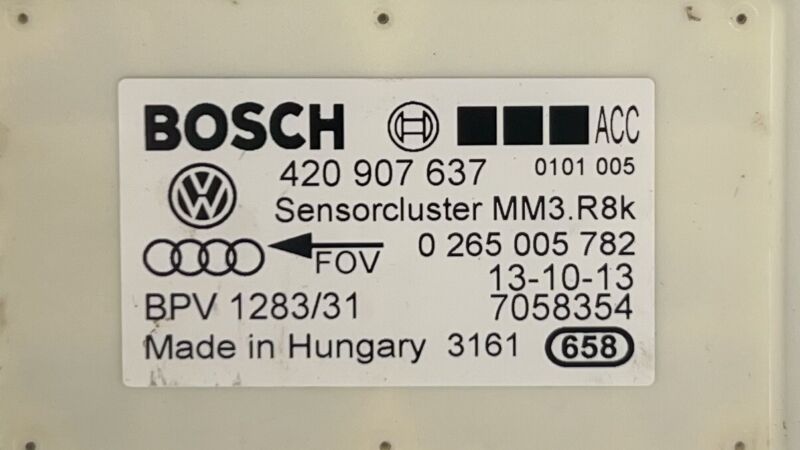 BOSCH ACC
420 907 637 0101 005
Sensorcluster MM3.R8k
FOV 0 265 005 782
13-10-13
BPV 1283/31 7058354
Made in Hungary 3161 658